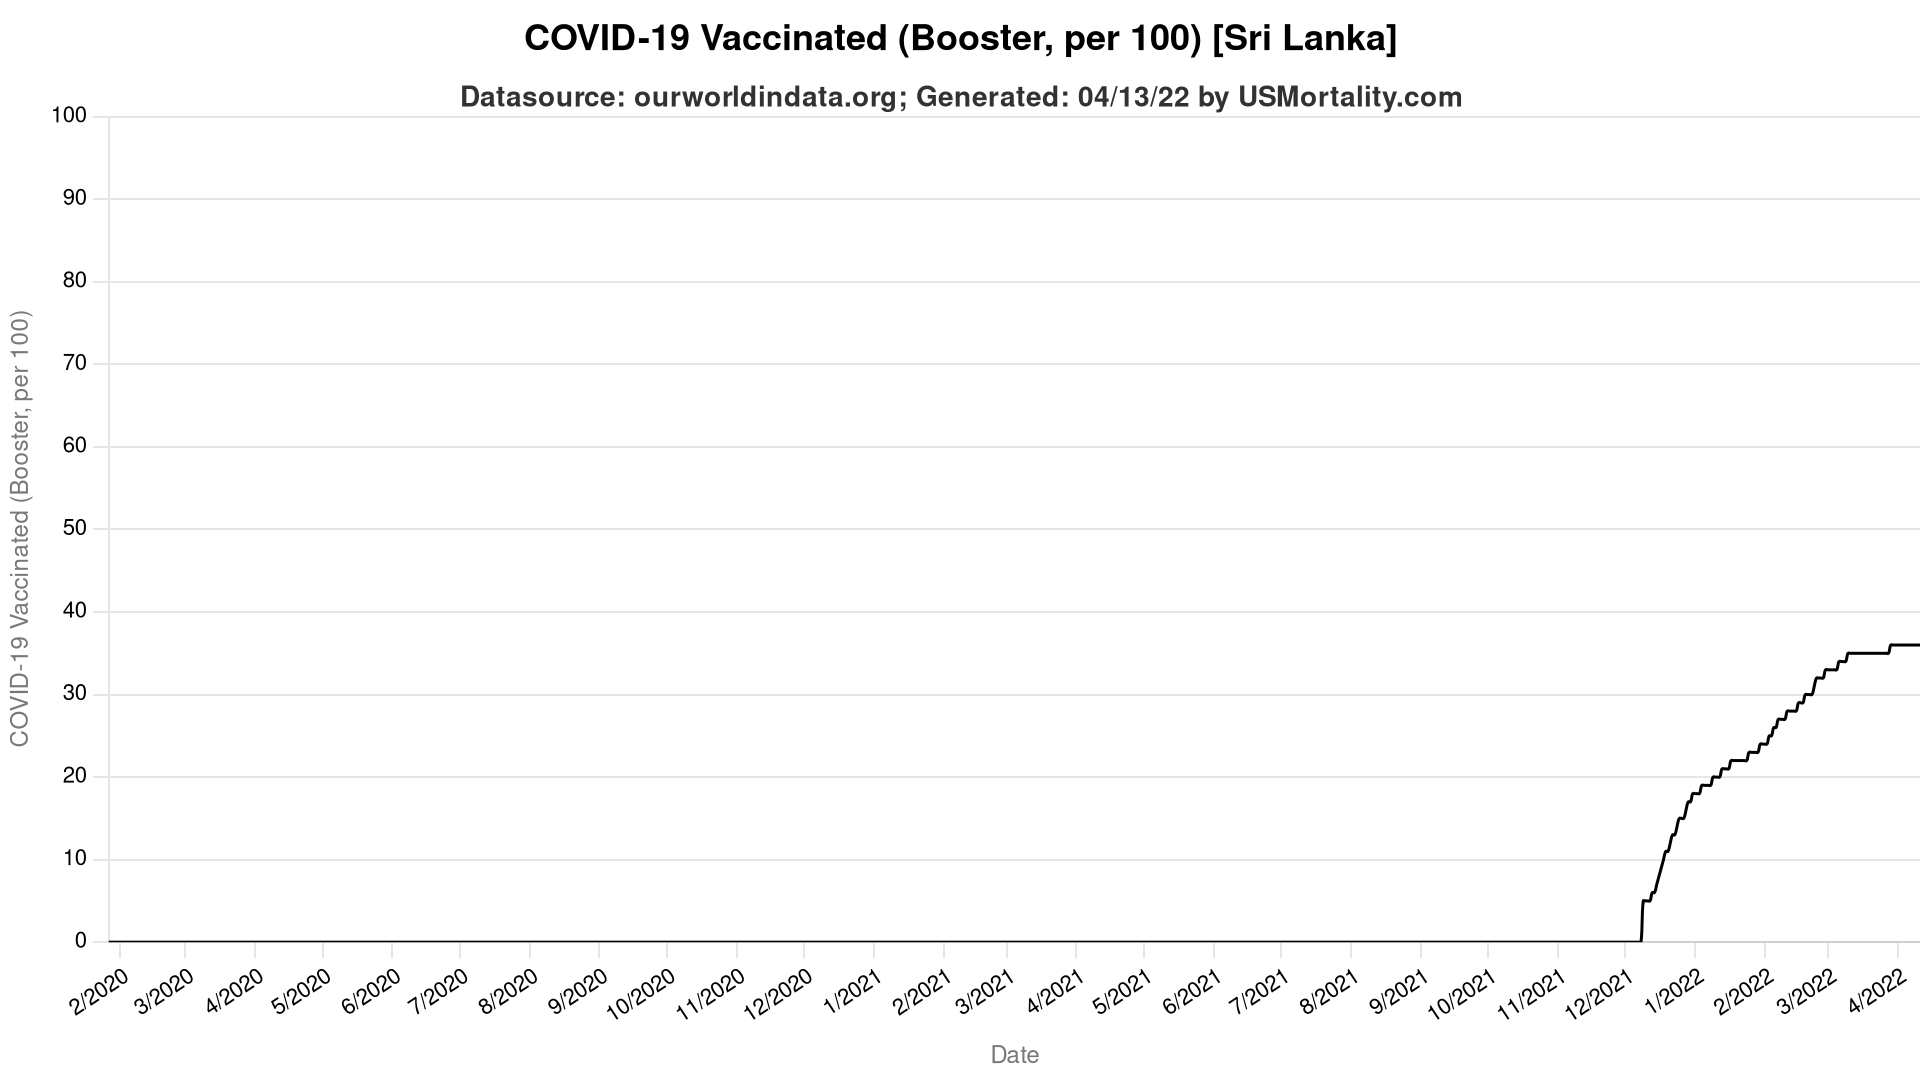 COVID-19 Vaccinated (Booster, per 100) [Sri Lanka]
Datasource: ourworldindata.org; Generated: 04/13/22 by USMortality.com
COVID-19 Vaccinated (Booster, per 100)
100
90
80
70
60
50
40
30
20
10
0
2/2020 3/2020 4/2020 5/2020 6/2020 7/2020 8/2020 9/2020 10/2020 11/2020 12/2020 1/2021 2/2021 3/2021 4/2021 5/2021 6/2021 7/2021 8/2021 9/2021 10/2021 11/2021 12/2021 1/2022 2/2022 3/2022 4/2022
Date